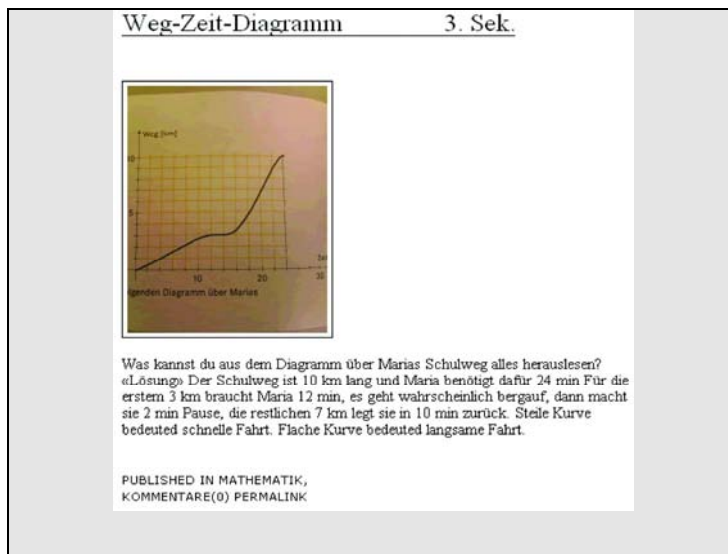 Weg-Zeit-Diagramm 3. Sek.
Weg [km]
10
5
10
20
30
lgenden Diagramm über Marias
Was kannst du aus dem Diagramm über Marias Schulweg alles herauslesen?
«Lösung» Der Schulweg ist 10 km lang und Maria benötigt dafür 24 min Für die
erstem 3 km braucht Maria 12 min, es geht wahrscheinlich bergauf, dann macht
sie 2 min Pause, die restlichen 7 km legt sie in 10 min zurück. Steile Kurve
bedeuted schnelle Fahrt. Flache Kurve bedeuted langsame Fahrt.
PUBLISHED IN MATHEMATIK,
KOMMENTARE(0) PERMALINK